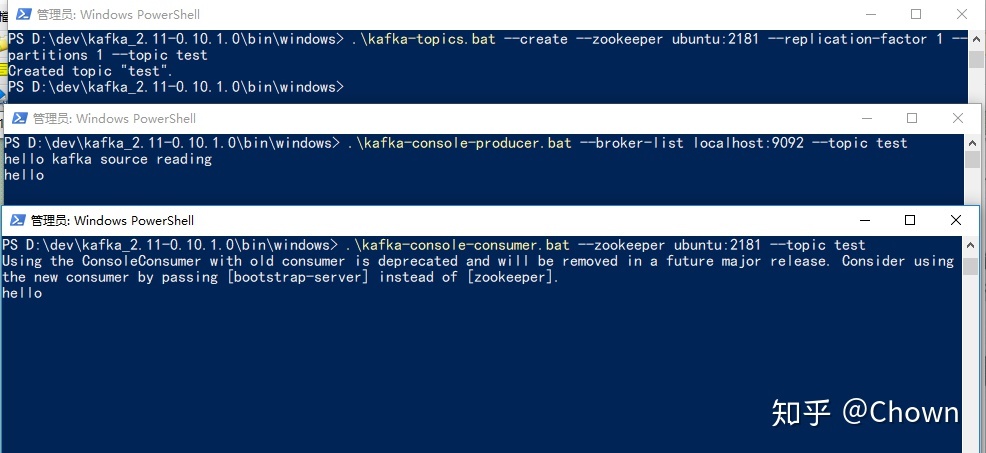 管理员: Windows PowerShell
PS D:\dev\kafka_2.11-0.10.1.0\bin\windows> .\kafka-topics.bat --create --zookeeper ubuntu:2181 --replication-factor 1 --
partitions 1 --topic test
Created topic "test".
PS D:\dev\kafka_2.11-0.10.1.0\bin\windows>
管理员: Windows PowerShell
PS D:\dev\kafka_2.11-0.10.1.0\bin\windows> .\kafka-console-producer.bat --broker-list localhost:9092 --topic test
hello kafka source reading
hello
管理员: Windows PowerShell
PS D:\dev\kafka_2.11-0.10.1.0\bin\windows> .\kafka-console-consumer.bat --zookeeper ubuntu:2181 --topic test
Using the ConsoleConsumer with old consumer is deprecated and will be removed in a future major release. Consider using
the new consumer by passing [bootstrap-server] instead of [zookeeper].
hello
知乎 @Chown